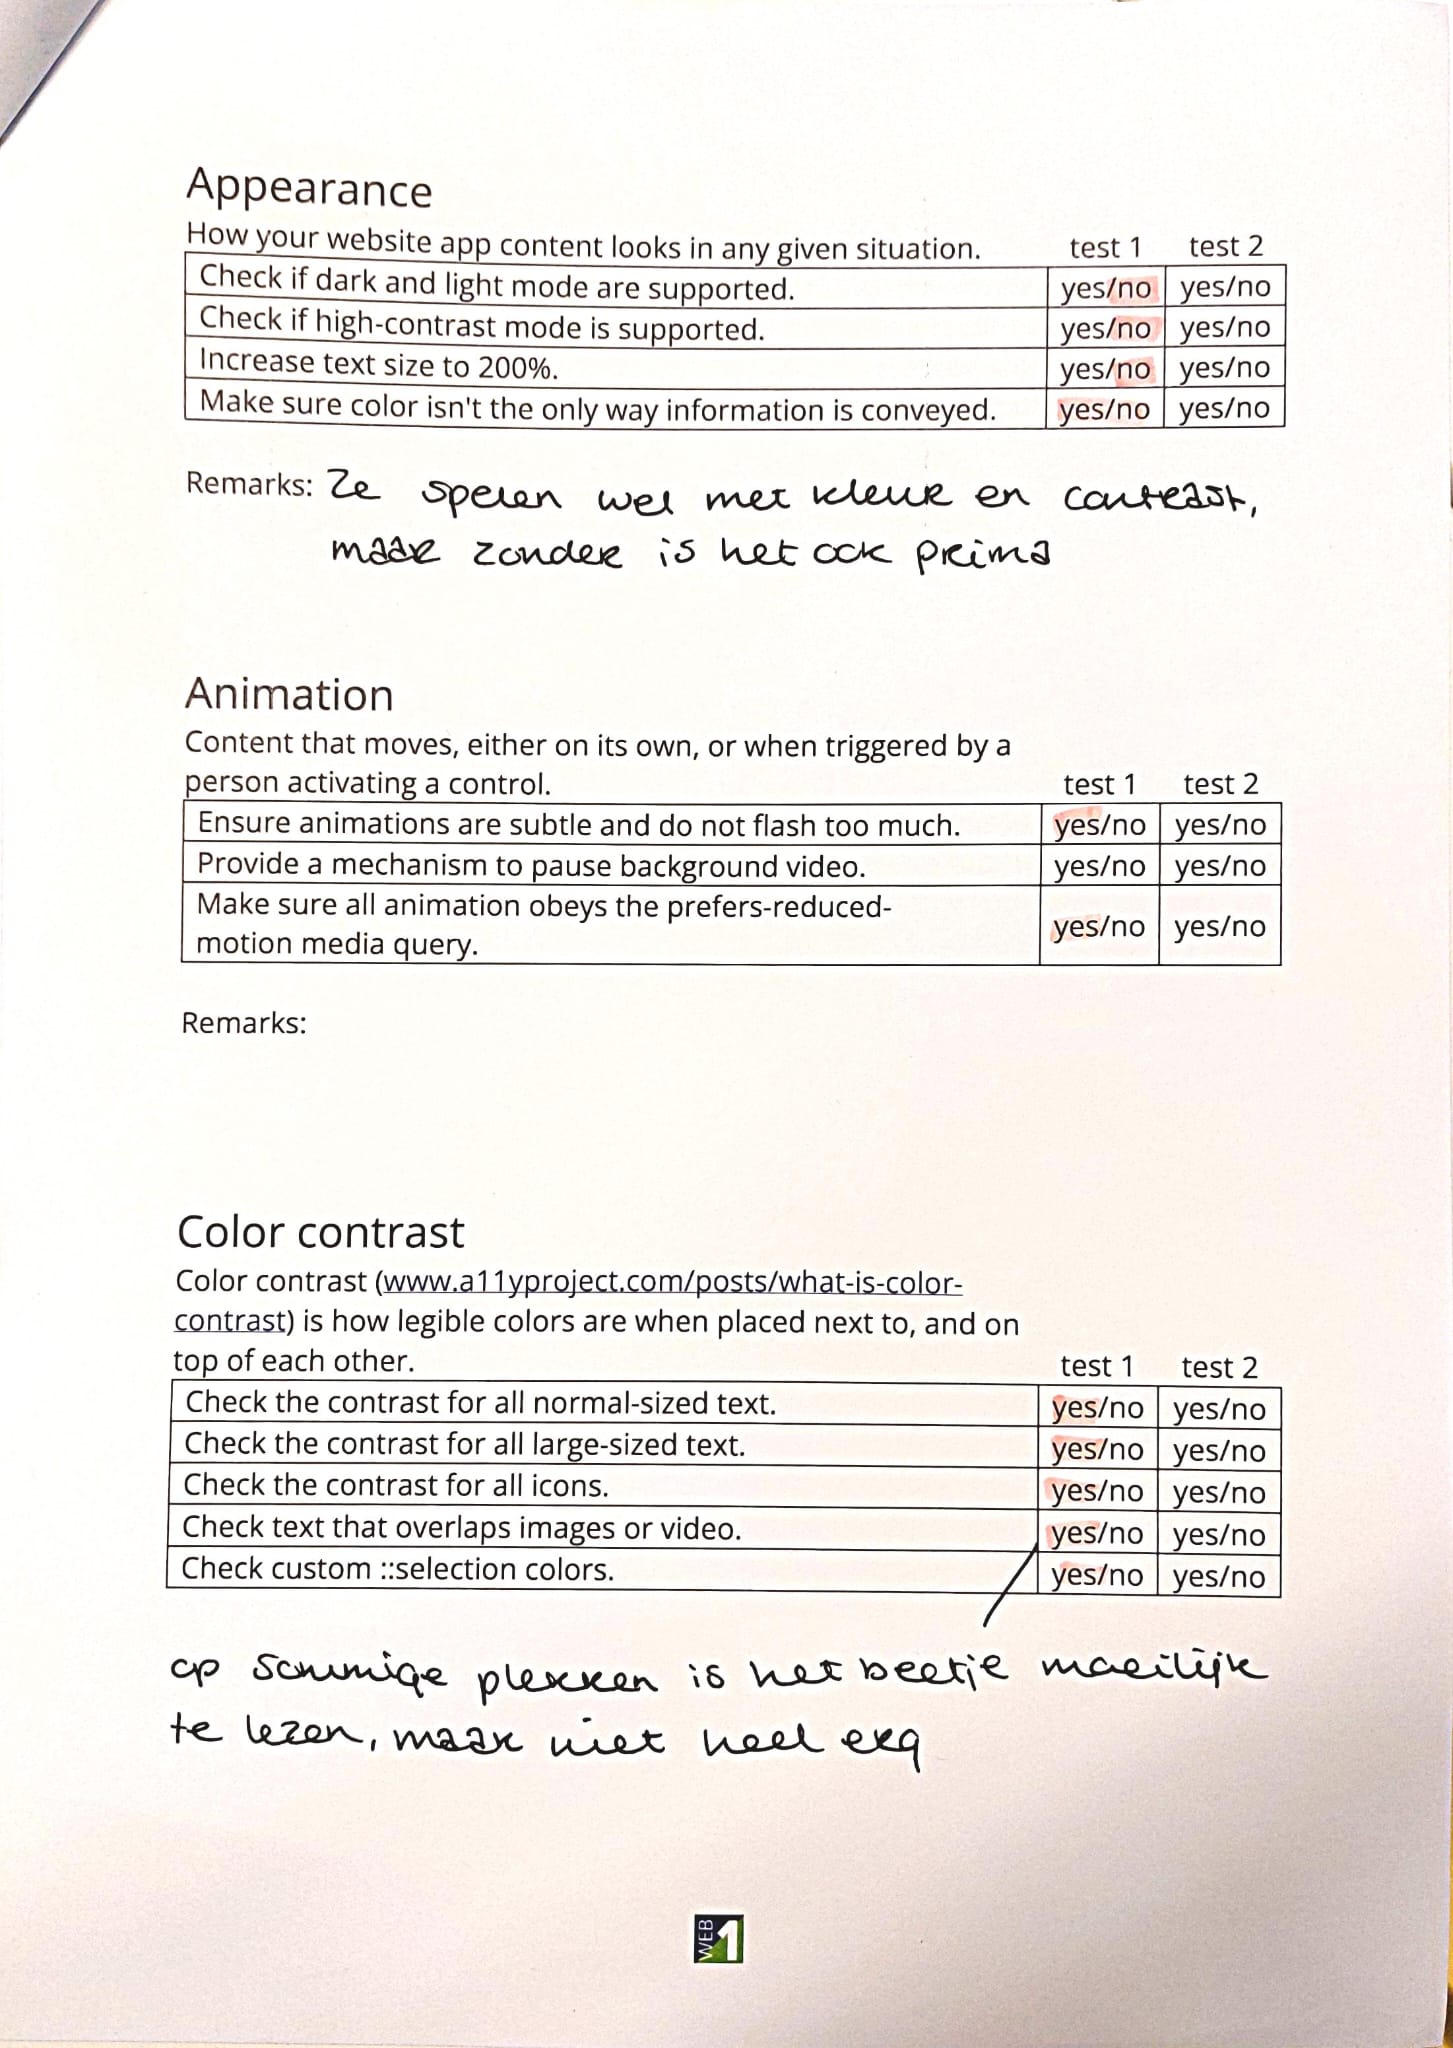 Appearance
How your website app content looks in any given situation. test 1 test 2
Check if dark and light mode are supported. yes/no yes/no
Check if high-contrast mode is supported. yes/no yes/no
Increase text size to 200%. yes/no yes/no
Make sure color isn't the only way information is conveyed. yes/no yes/no
Remarks: Ze spelen wel met kleur en contrast,
maar zonder is het ook prima
Animation
Content that moves, either on its own, or when triggered by a
person activating a control. test 1 test 2
Ensure animations are subtle and do not flash too much. yes/no yes/no
Provide a mechanism to pause background video. yes/no yes/no
Make sure all animation obeys the prefers-reduced-
motion media query. yes/no yes/no
Remarks:
Color contrast
Color contrast (www.a11yproject.com/posts/what-is-color-
contrast) is how legible colors are when placed next to, and on
top of each other. test 1 test 2
Check the contrast for all normal-sized text. yes/no yes/no
Check the contrast for all large-sized text. yes/no yes/no
Check the contrast for all icons. yes/no yes/no
Check text that overlaps images or video. yes/no yes/no
Check custom ::selection colors. yes/no yes/no
op sommige plekken is het beetje moeilijk
te lezen, maar niet heel erg
WEB 1